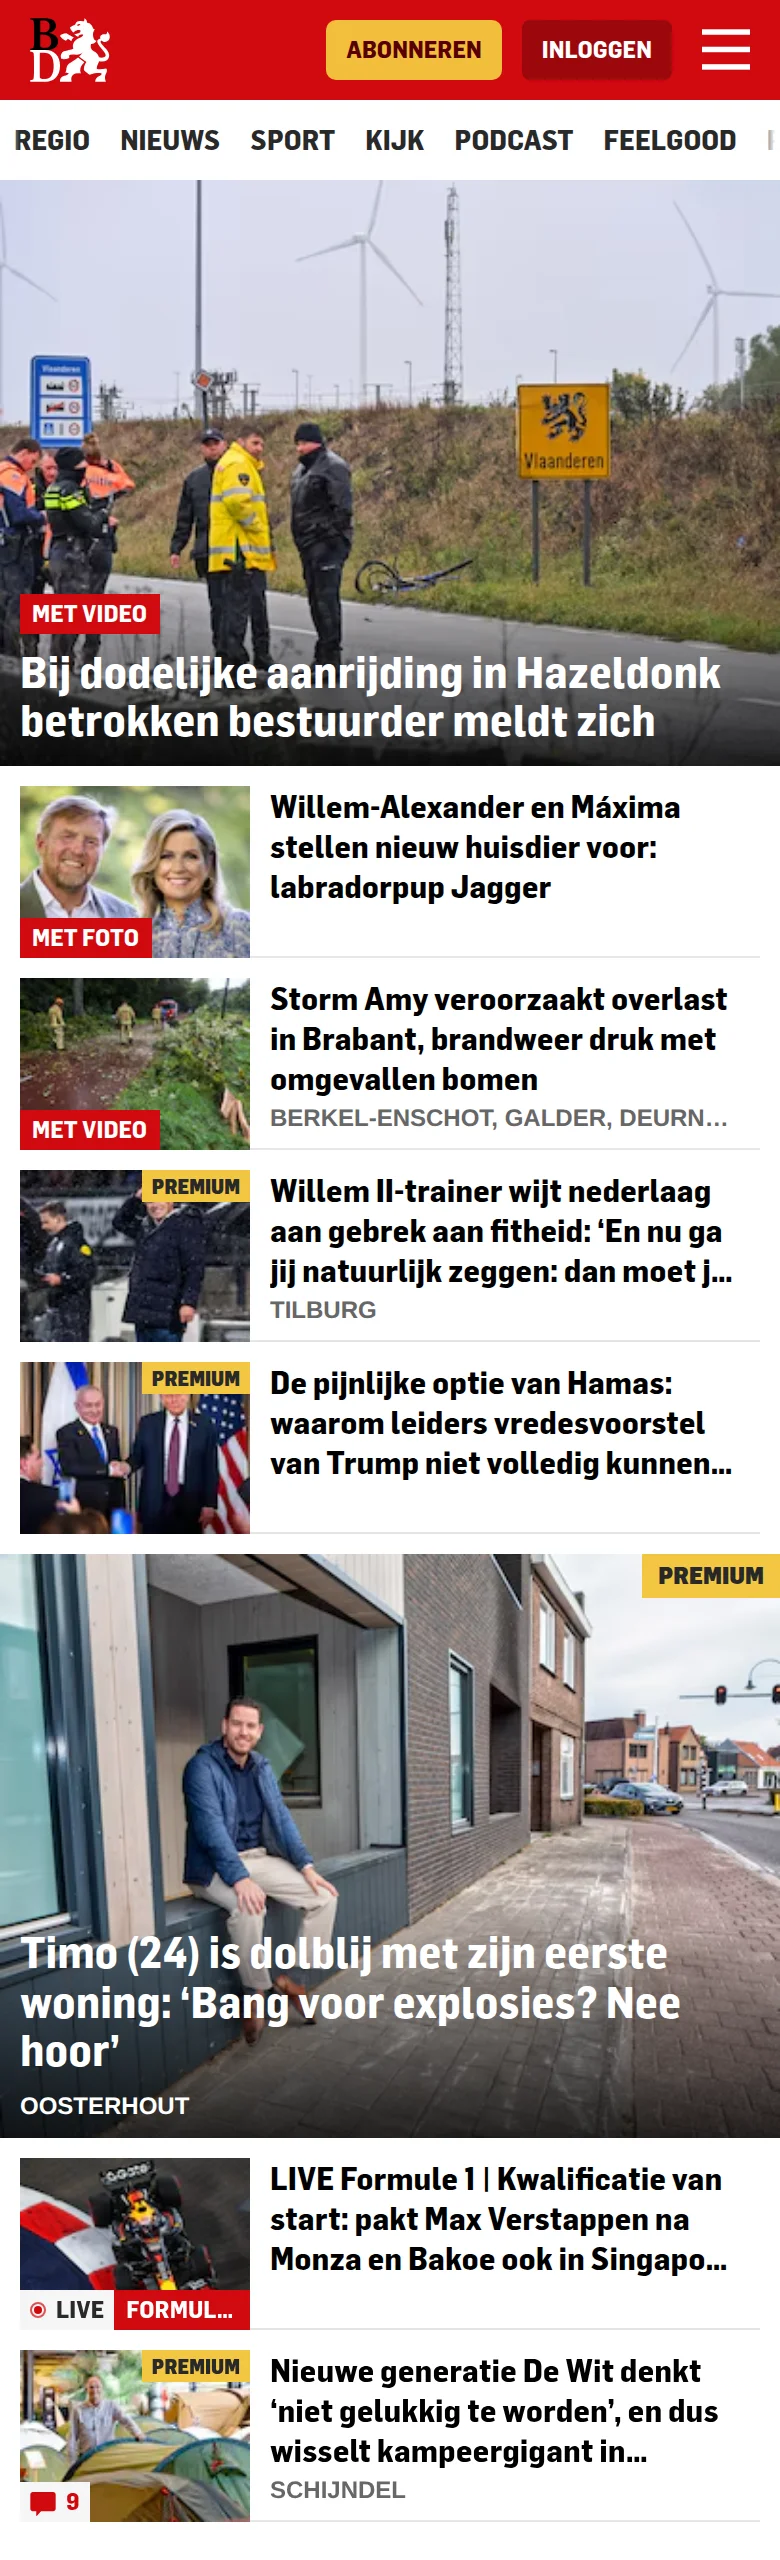 BD
ABONNEREN
INLOGGEN
REGIO NIEUWS SPORT KIJK PODCAST FEELGOOD
Vlaanderen
Vlaanderen
MET VIDEO
Bij dodelijke aanrijding in Hazeldonk
betrokken bestuurder meldt zich
Willem-Alexander en Máxima
stellen nieuw huisdier voor:
labradorpup Jagger
MET FOTO
Storm Amy veroorzaakt overlast
in Brabant, brandweer druk met
omgevallen bomen
BERKEL-ENSCHOT, GALDER, DEURN…
MET VIDEO
PREMIUM
Willem II-trainer wijt nederlaag
aan gebrek aan fitheid: ‘En nu ga
jij natuurlijk zeggen: dan moet j...
TILBURG
PREMIUM
De pijnlijke optie van Hamas:
waarom leiders vredesvoorstel
van Trump niet volledig kunnen...
PREMIUM
Timo (24) is dolblij met zijn eerste
woning: ‘Bang voor explosies? Nee
hoor’
OOSTERHOUT
LIVE Formule 1 | Kwalificatie van
start: pakt Max Verstappen na
Monza en Bakoe ook in Singapo...
LIVE FORMUL...
PREMIUM
Nieuwe generatie De Wit denkt
‘niet gelukkig te worden’, en dus
wisselt kampeergigant in...
SCHIJNDEL
9